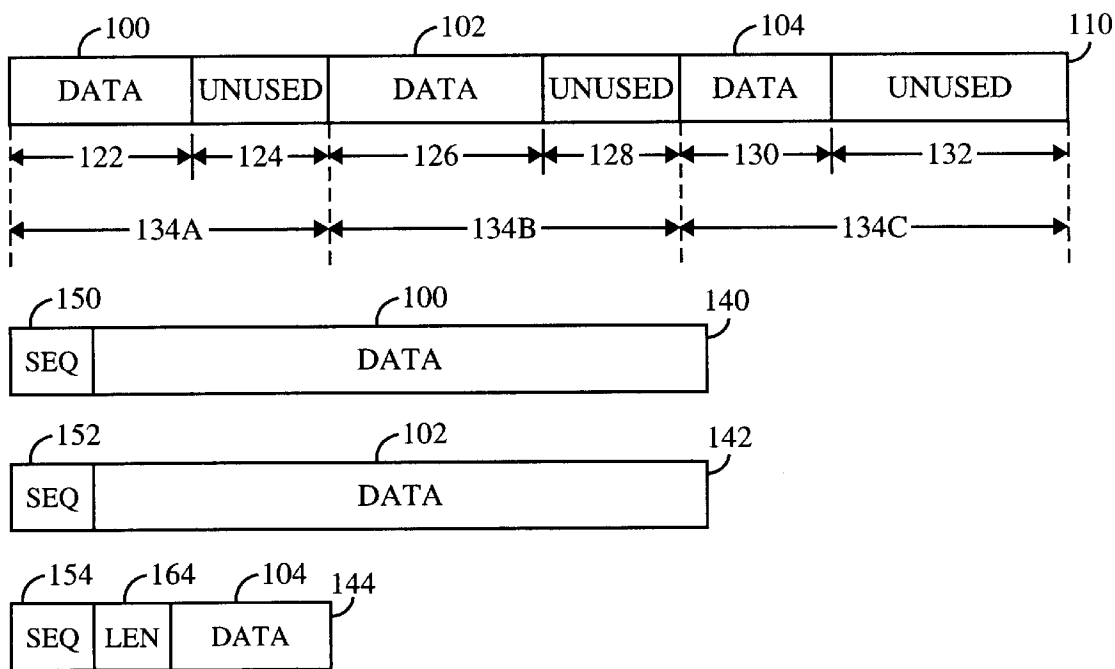 100 102 104 110
DATA UNUSED DATA UNUSED DATA UNUSED
122 124 126 128 130 132
134A 134B 134C
150 100 140
SEQ DATA
152 102 142
SEQ DATA
154 164 104 144
SEQ LEN DATA